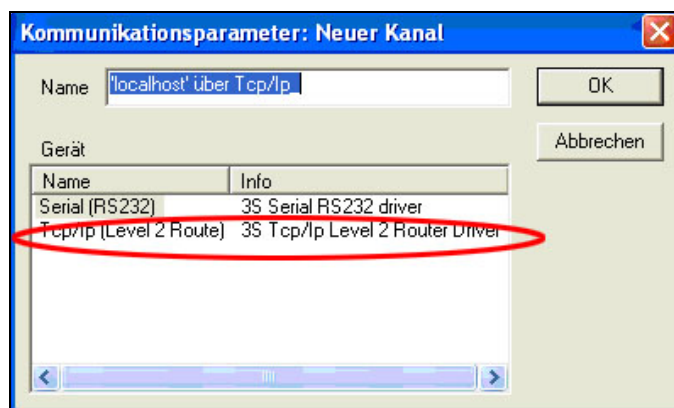 Kommunikationsparameter: Neuer Kanal
Name 'localhost' über Tcp/Ip_ OK
Abbrechen
Gerät
Name Info
Serial (RS232) 3S Serial RS232 driver
Tcp/Ip (Level 2 Route) 3S Tcp/Ip Level 2 Router Driver